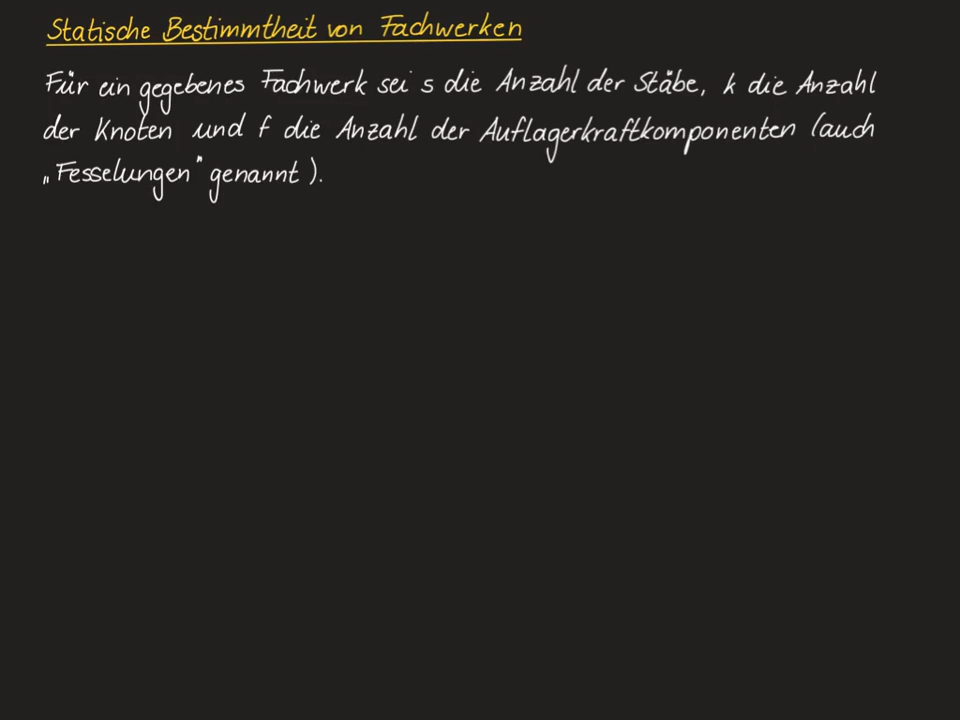 Statische Bestimmtheit von Fachwerken
Für ein gegebenes Fachwerk sei s die Anzahl der Stäbe, k die Anzahl
der Knoten und f die Anzahl der Auflagerkraftkomponenten (auch
„Fesselungen" genannt).